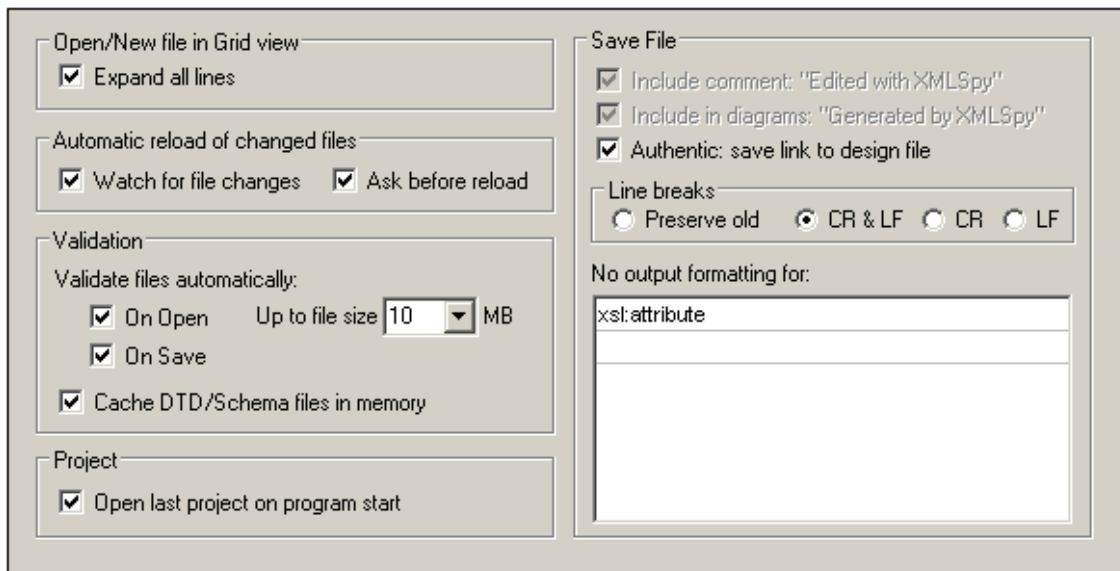 Open/New file in Grid view
Expand all lines
Automatic reload of changed files
Watch for file changes Ask before reload
Validation
Validate files automatically:
On Open Up to file size 10 MB
On Save
Cache DTD/Schema files in memory
Project
Open last project on program start
Save File
Include comment: "Edited with XMLSpy"
Include in diagrams: "Generated by XMLSpy"
Authentic: save link to design file
Line breaks
Preserve old CR & LF CR LF
No output formatting for:
xsl:attribute